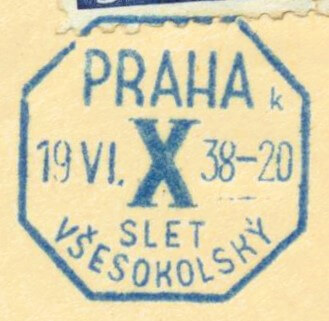 PRAHA k
19 VI. X 38-20
SLET
VŠESOKOLSKÝ